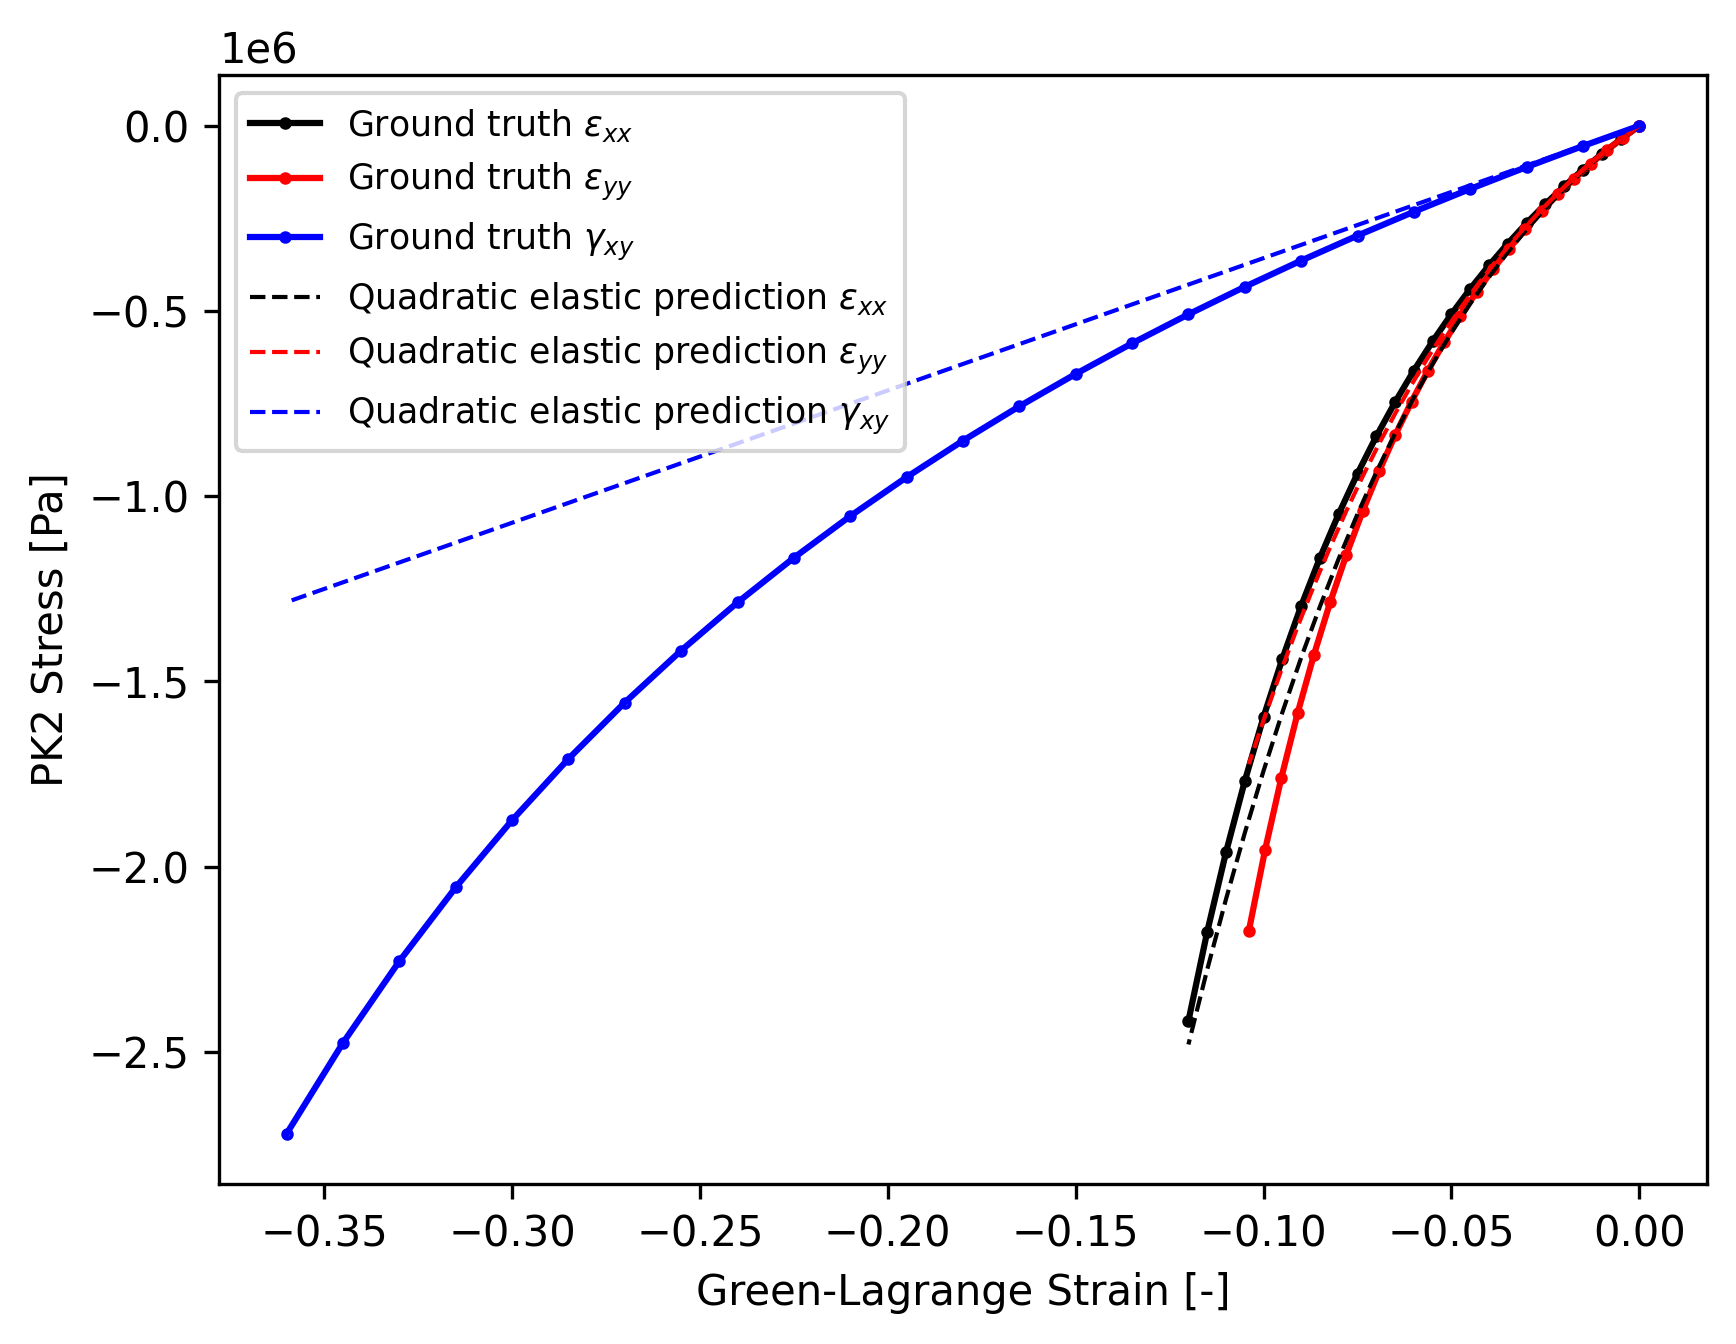 1e6
0.0
−0.5
−1.0
−1.5
−2.0
−2.5
PK2 Stress [Pa]
Ground truth εxx
Ground truth εyy
Ground truth γxy
Quadratic elastic prediction εxx
Quadratic elastic prediction εyy
Quadratic elastic prediction γxy
−0.35 −0.30 −0.25 −0.20 −0.15 −0.10 −0.05 0.00
Green-Lagrange Strain [-]